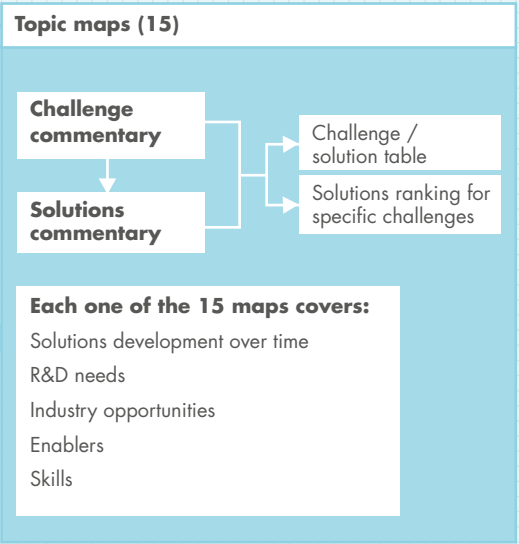 Topic maps (15)
Challenge
commentary
Solutions
commentary
Challenge /
solution table
Solutions ranking for
specific challenges
Each one of the 15 maps covers:
Solutions development over time
R&D needs
Industry opportunities
Enablers
Skills